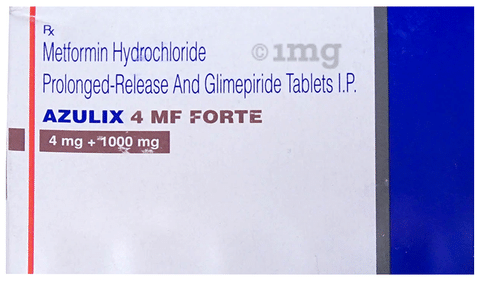 Rx
Metformin Hydrochloride
Prolonged-Release And Glimepiride Tablets I.P.
AZULIX 4 MF FORTE
4 mg + 1000 mg
© 1mg